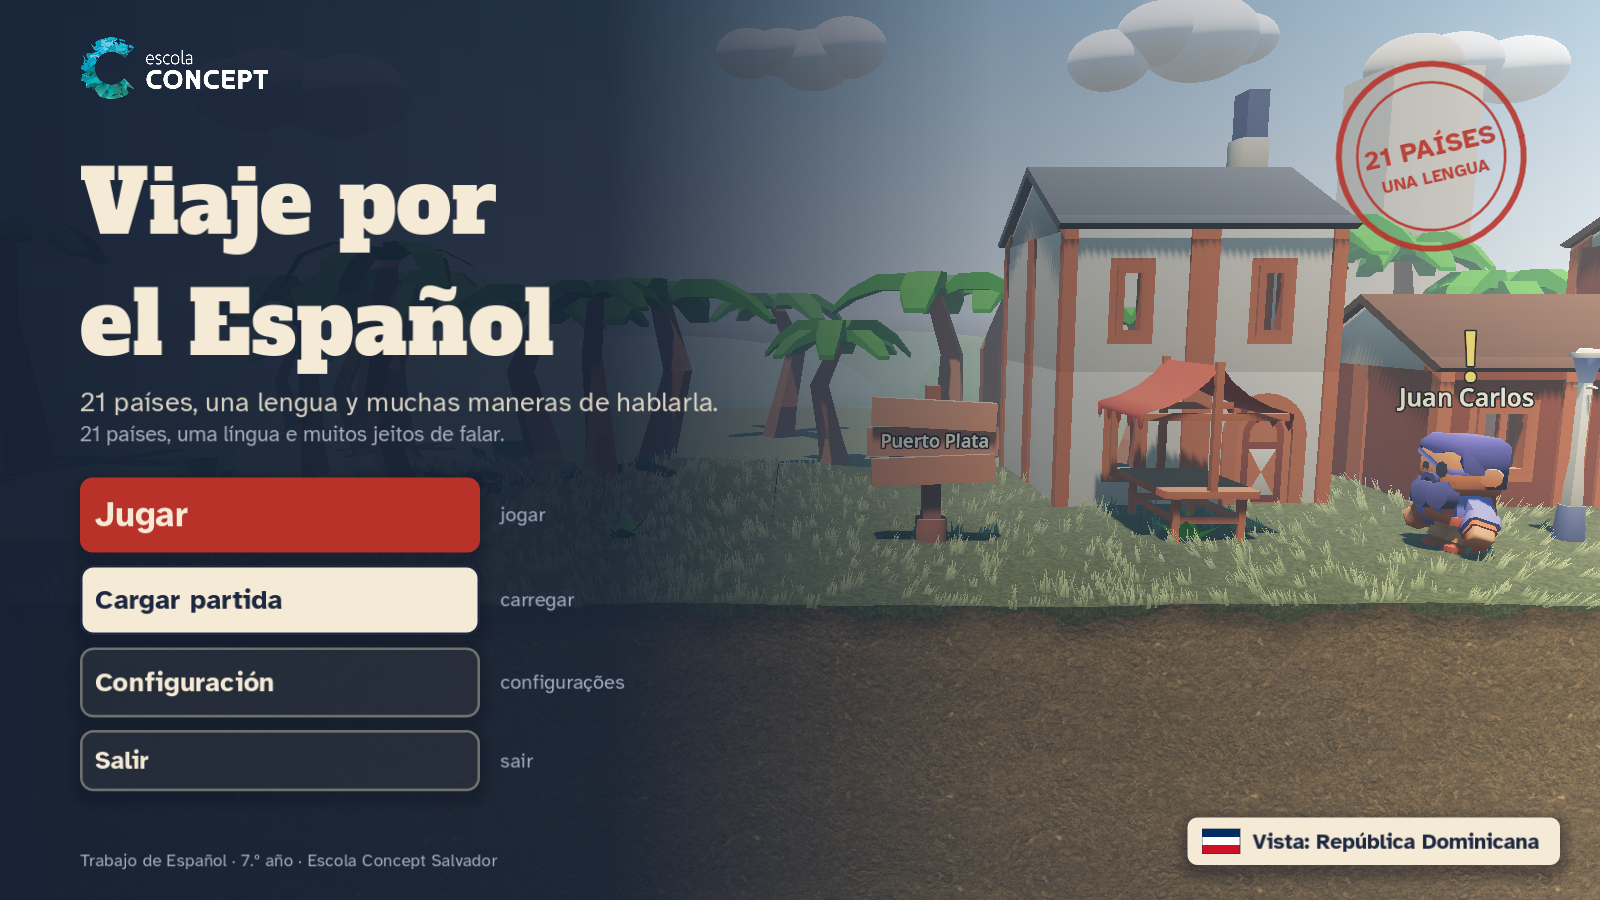 escola
CONCEPT
Viaje por
el Español
21 países, una lengua y muchas maneras de hablarla.
21 países, uma língua e muitos jeitos de falar.
Jugar
jogar
Cargar partida
carregar
Configuración
configurações
Salir
sair
Trabajo de Español · 7.º año · Escola Concept Salvador
21 PAÍSES
UNA LENGUA
Juan Carlos
Puerto Plata
Vista: República Dominicana